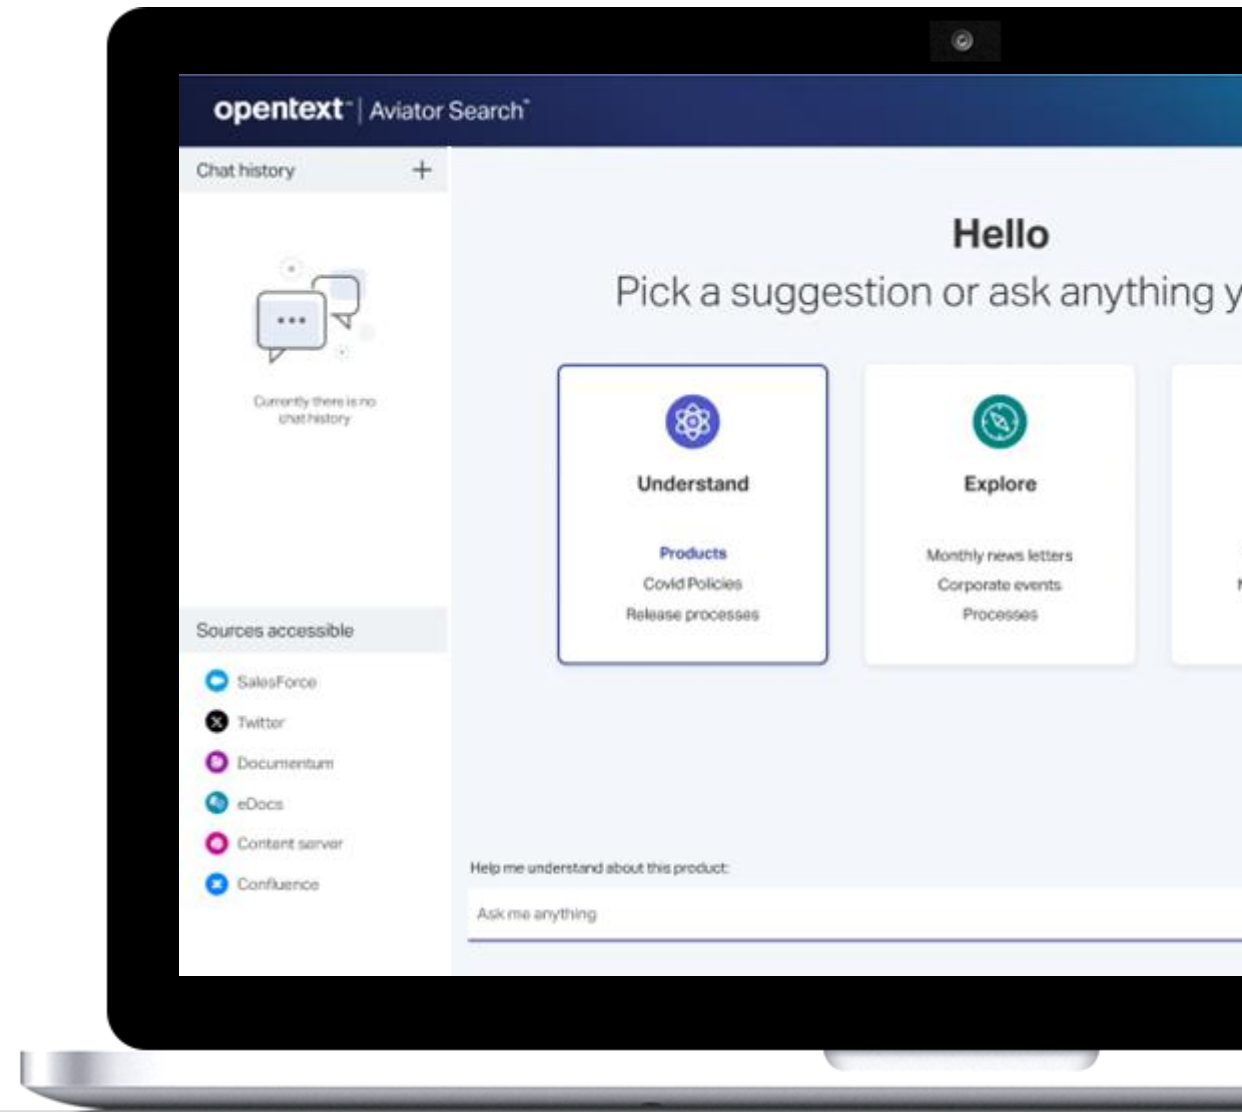 opentext™ | Aviator Search™
Chat history +
Hello
Pick a suggestion or ask anything y
Currently there is no
chat history
Understand
Products
Covid Policies
Release processes
Explore
Monthly news letters
Corporate events
Processes
Sources accessible
SalesForce
Twitter
Documentum
eDocs
Content server
Confluence
Help me understand about this product:
Ask me anything